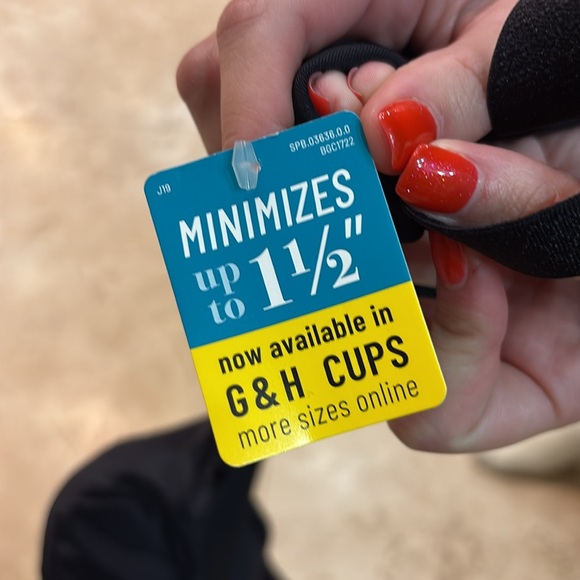 SPB.03636.0.0
BGC1722
J19
MINIMIZES
up to 1½"
now available in
G & H CUPS
more sizes online